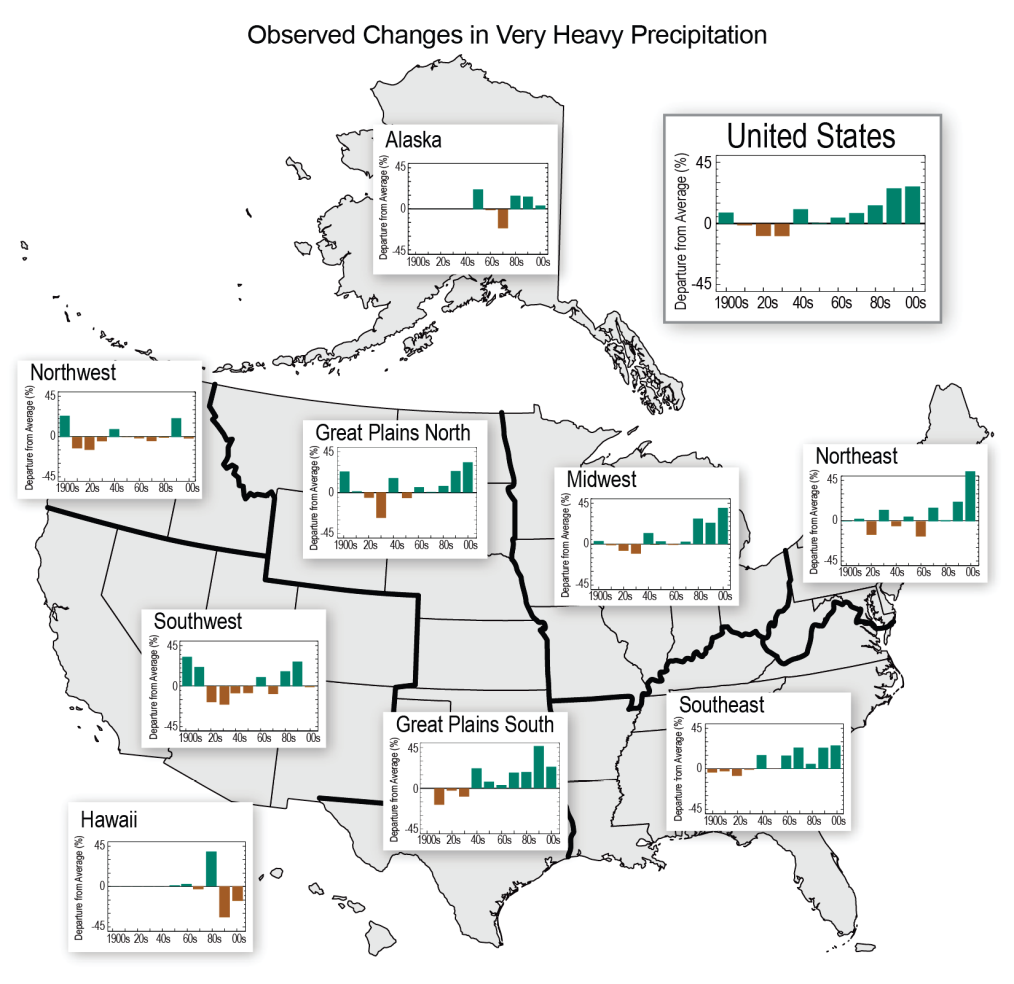 Observed Changes in Very Heavy Precipitation
Alaska
Departure from Average (%)
45
0
-45
1900s 20s 40s 60s 80s 00s
United States
Departure from Average (%)
45
0
-45
1900s 20s 40s 60s 80s 00s
Northwest
Departure from Average (%)
45
0
-45
1900s 20s 40s 60s 80s 00s
Great Plains North
Departure from Average (%)
45
0
-45
1900s 20s 40s 60s 80s 00s
Midwest
Departure from Average (%)
45
0
-45
1900s 20s 40s 60s 80s 00s
Northeast
Departure from Average (%)
45
0
-45
1900s 20s 40s 60s 80s 00s
Southwest
Departure from Average (%)
45
0
-45
1900s 20s 40s 60s 80s 00s
Great Plains South
Departure from Average (%)
45
0
-45
1900s 20s 40s 60s 80s 00s
Southeast
Departure from Average (%)
45
0
-45
1900s 20s 40s 60s 80s 00s
Hawaii
Departure from Average (%)
45
0
-45
1900s 20s 40s 60s 80s 00s